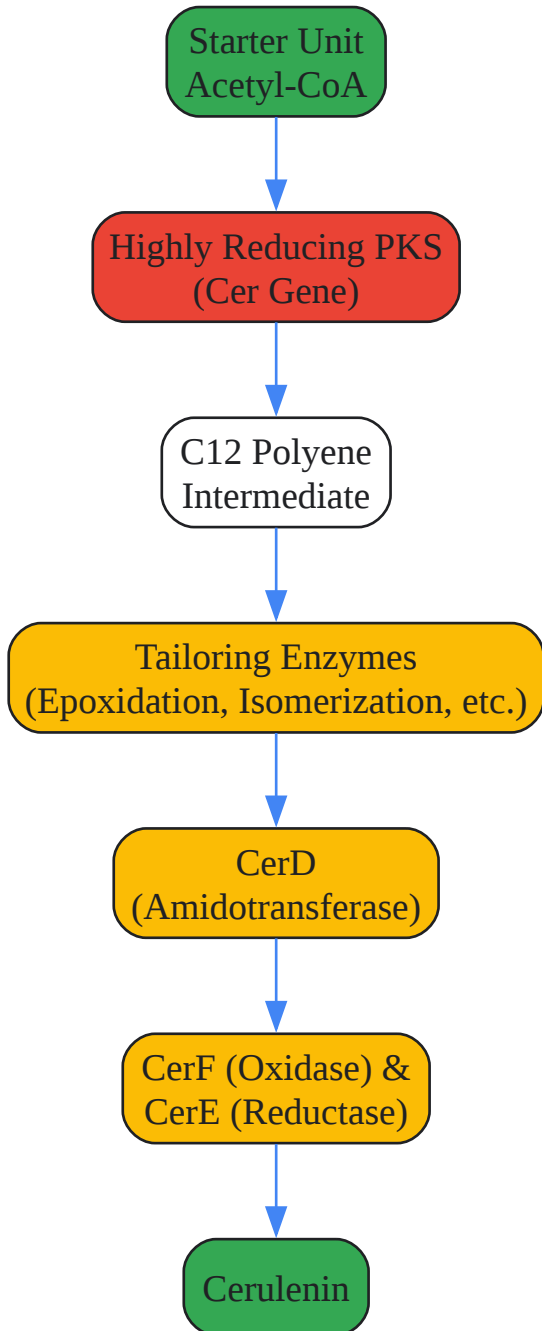 Starter Unit
Acetyl-CoA
Highly Reducing PKS
(Cer Gene)
C12 Polyene
Intermediate
Tailoring Enzymes
(Epoxidation, Isomerization, etc.)
CerD
(Amidotransferase)
CerF (Oxidase) &
CerE (Reductase)
Cerulenin